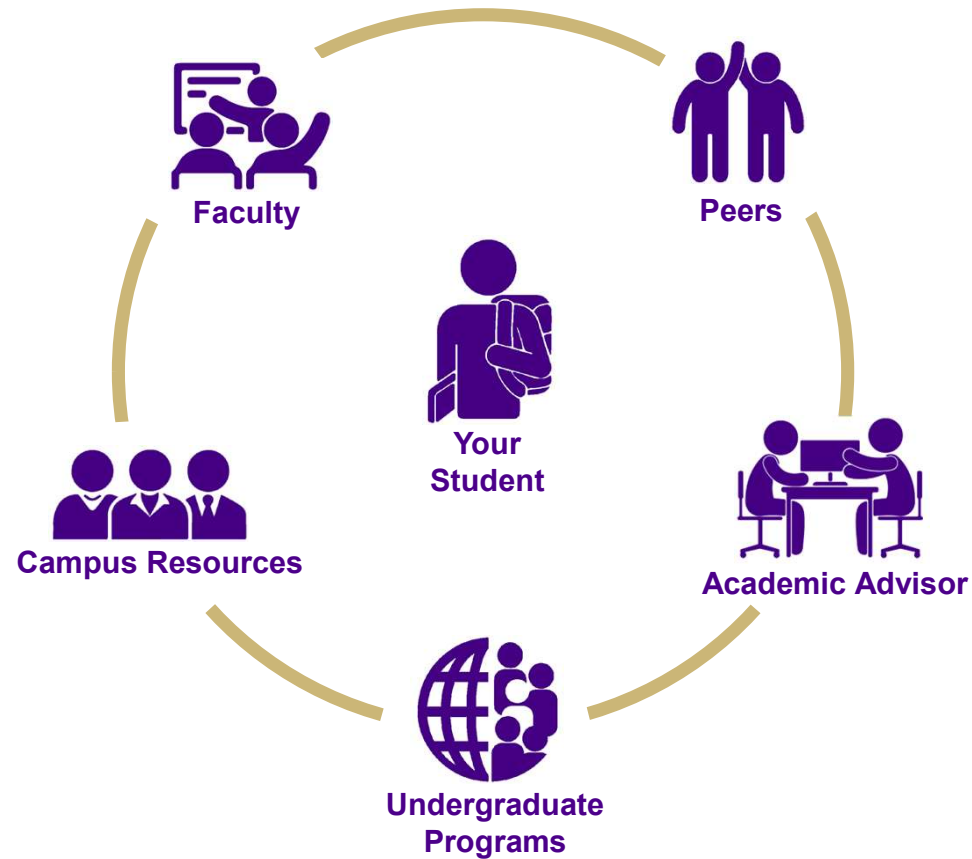 Faculty
Peers
Your
Student
Campus Resources
Academic Advisor
Undergraduate
Programs